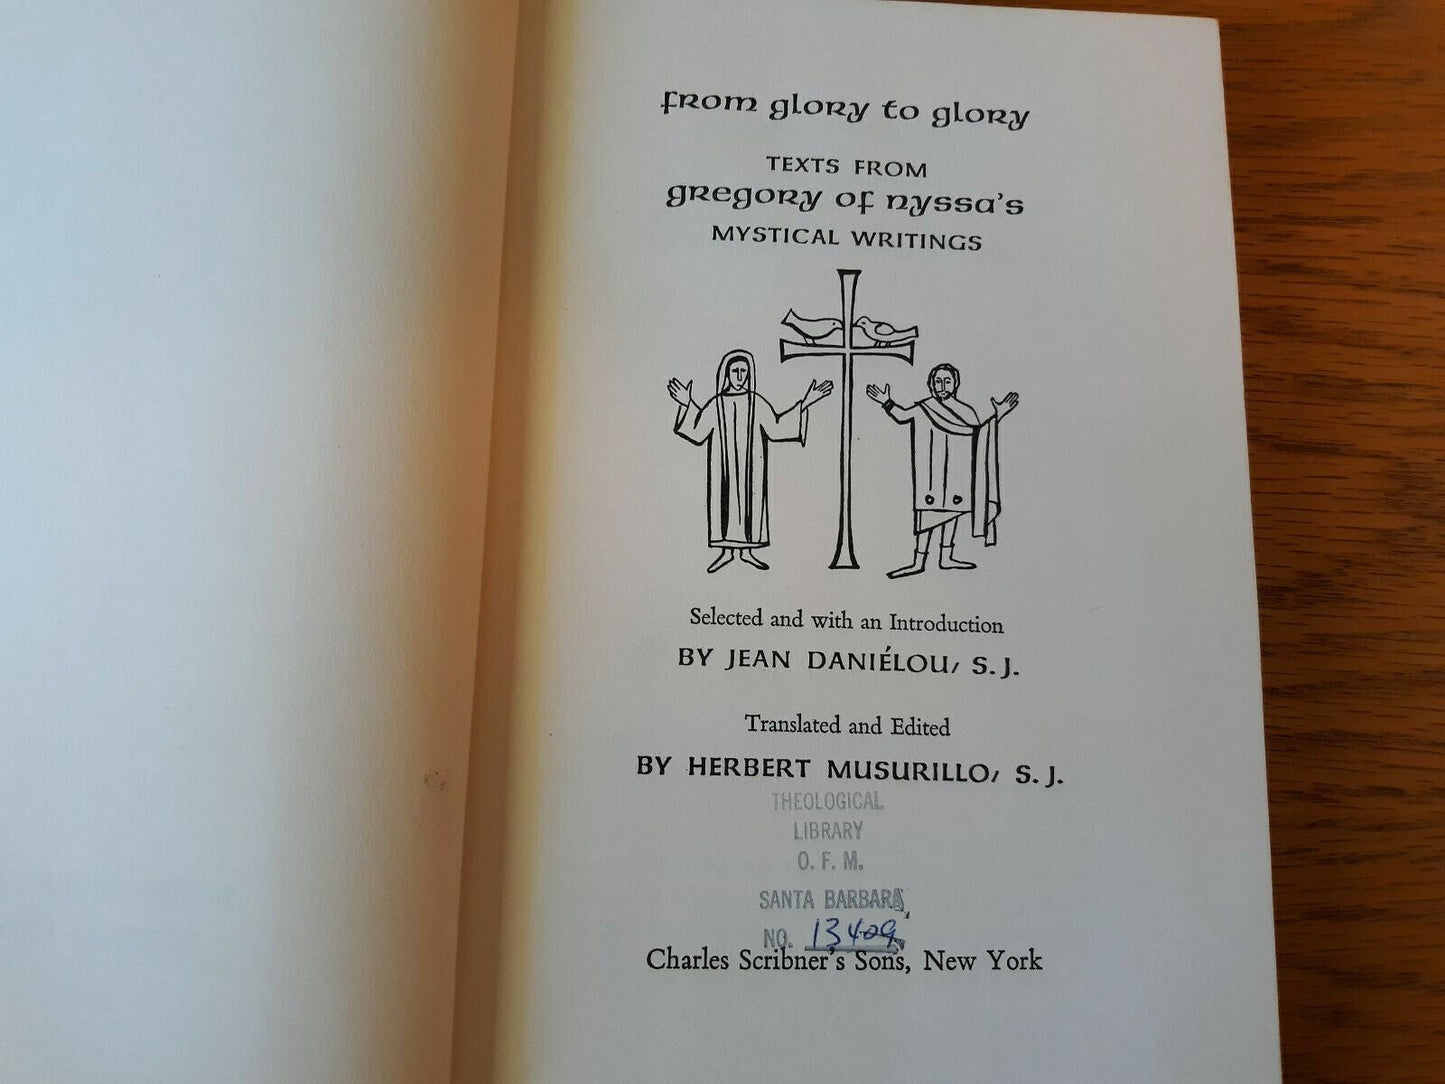 from glory to glory
TEXTS FROM
gregory of nyssa's
MYSTICAL WRITINGS
Selected and with an Introduction
BY JEAN DANIÉLOU, S.J.
Translated and Edited
BY HERBERT MUSURILLO, S.J.
THEOLOGICAL
LIBRARY
O. F. M.
SANTA BARBARA,
NO. 13409
Charles Scribner's Sons, New York